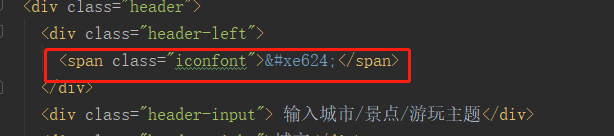 <div class="header">
<div class="header-left">
<span class="iconfont">&#xe624;</span>
</div>
<div class="header-input"> 输入城市/景点/游玩主题</div>